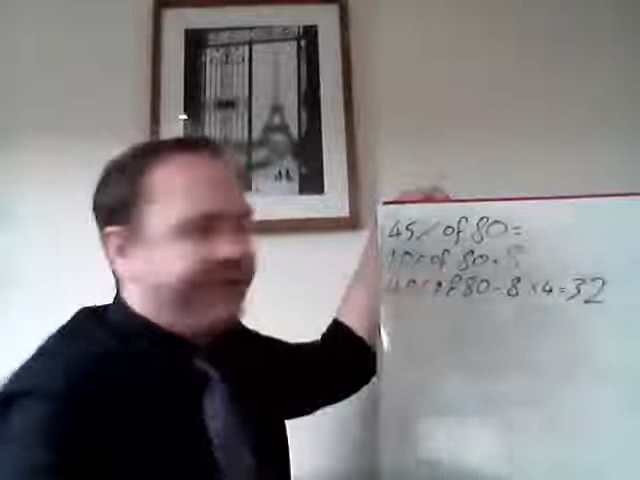 45% of 80=
10% of 80=8
40% of 80=8×4=32